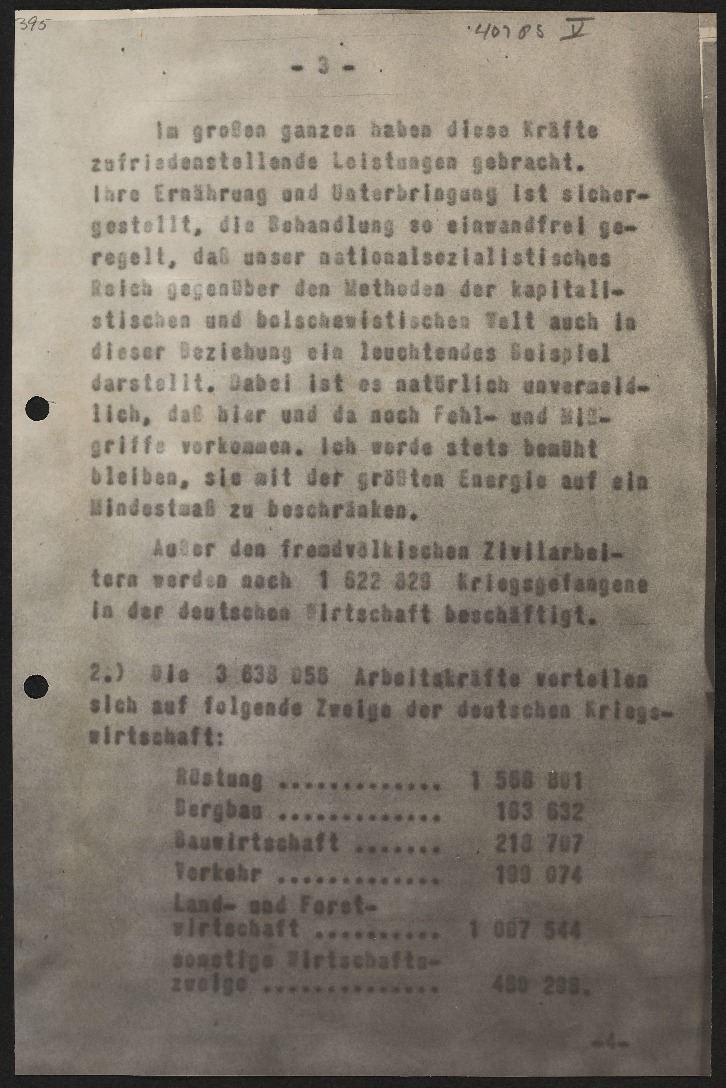 395
40785 V
- 3 -
Im großen ganzen haben diese Kräfte
zufriedenstellende Leistungen gebracht.
Ihre Ernährung und Unterbringung ist sicher-
gestellt, die Behandlung so einwandfrei ge-
regelt, daß unser nationalsozialistisches
Reich gegenüber den Methoden der kapitali-
stischen und bolschewistischen Welt auch in
dieser Beziehung ein leuchtendes Beispiel
darstellt. Dabei ist es natürlich unvermeid-
lich, daß hier und da noch Fehl- und Miß-
griffe vorkommen. Ich werde stets bemüht
bleiben, sie mit der größten Energie auf ein
Mindestmaß zu beschränken.
Außer den fremdvölkischen Zivilarbei-
tern werden noch 1 622 829 Kriegsgefangene
in der deutschen Wirtschaft beschäftigt.
2.) Die 3 638 056 Arbeitskräfte verteilen
sich auf folgende Zweige der deutschen Kriegs-
wirtschaft:
Rüstung ............. 1 568 801
Bergbau ............. 163 632
Bauwirtschaft ....... 218 707
Verkehr ............. 199 074
Land- und Forst-
wirtschaft .......... 1 007 544
sonstige Wirtschafts-
zweige .............. 480 298.
-4-